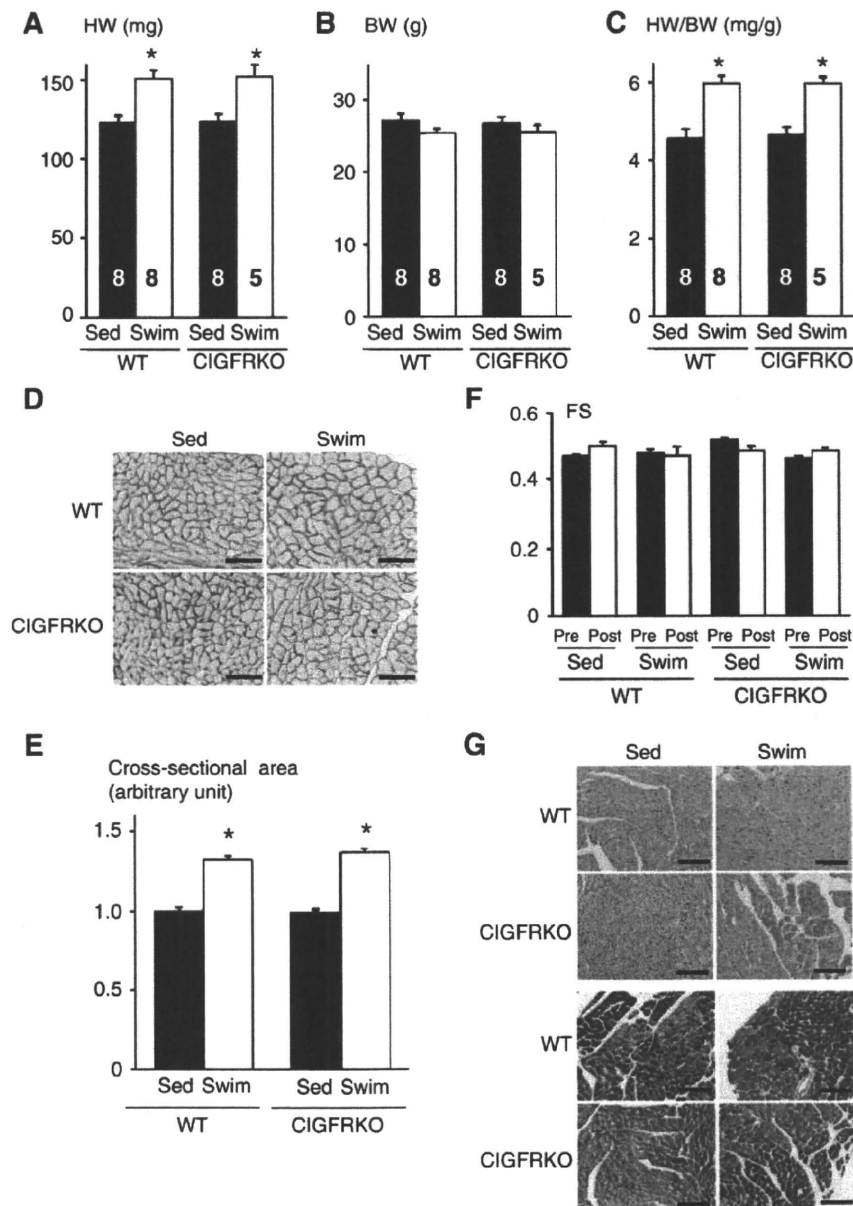 A HW (mg)
150
100
50
0
*
*
8 8 8 5
Sed Swim Sed Swim
WT CIGFRKO
B BW (g)
30
20
10
0
8 8 8 5
Sed Swim Sed Swim
WT CIGFRKO
C HW/BW (mg/g)
6
4
2
0
*
*
8 8 8 5
Sed Swim Sed Swim
WT CIGFRKO
D
Sed Swim
WT
CIGFRKO
F
FS
0.6
0.4
0.2
0
Pre Post Pre Post Pre Post Pre Post
Sed Swim Sed Swim
WT CIGFRKO
E
Cross-sectional area
(arbitrary unit)
1.5
1.0
0.5
0
*
*
Sed Swim Sed Swim
WT CIGFRKO
G
Sed Swim
WT
CIGFRKO
WT
CIGFRKO